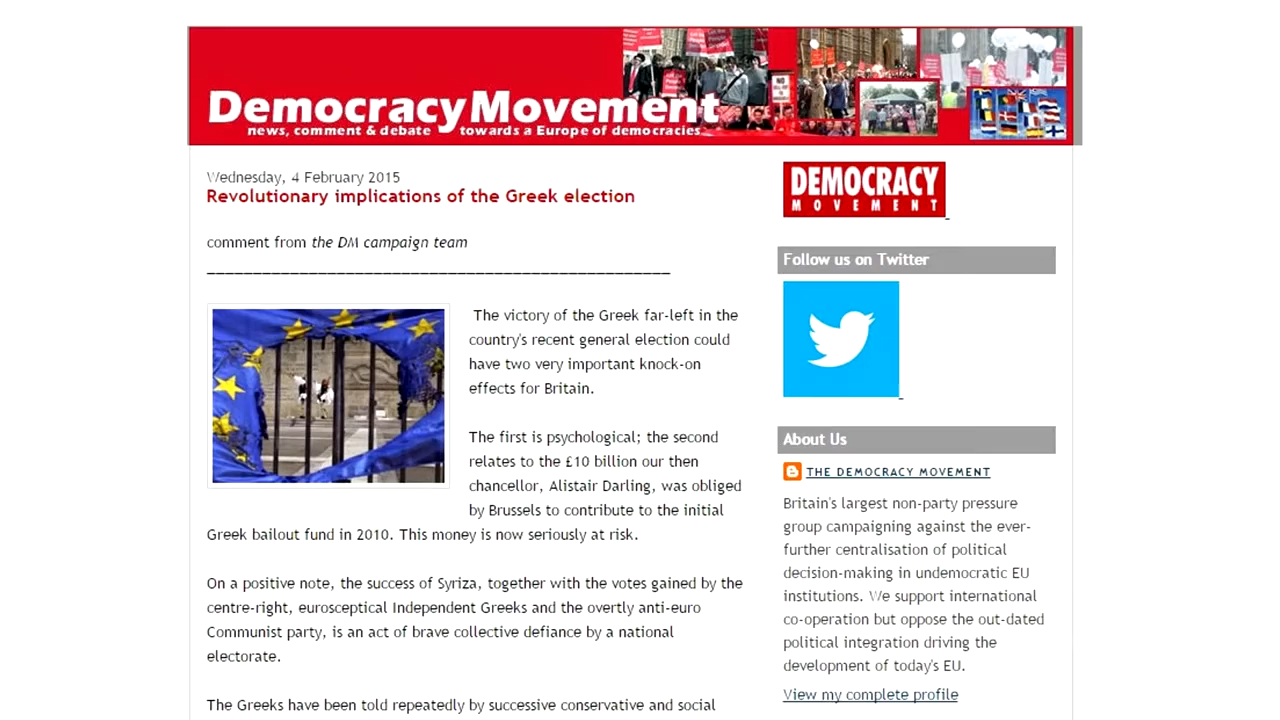 DemocracyMovement
news, comment & debate towards a Europe of democracies
Wednesday, 4 February 2015
Revolutionary implications of the Greek election
comment from the DM campaign team
The victory of the Greek far-left in the
country's recent general election could
have two very important knock-on
effects for Britain.
The first is psychological; the second
relates to the £10 billion our then
chancellor, Alistair Darling, was obliged
by Brussels to contribute to the initial
Greek bailout fund in 2010. This money is now seriously at risk.
On a positive note, the success of Syriza, together with the votes gained by the
centre-right, eurosceptical Independent Greeks and the overtly anti-euro
Communist party, is an act of brave collective defiance by a national
electorate.
The Greeks have been told repeatedly by successive conservative and social
DEMOCRACY
MOVEMENT
Follow us on Twitter
About Us
THE DEMOCRACY MOVEMENT
Britain's largest non-party pressure
group campaigning against the ever-
further centralisation of political
decision-making in undemocratic EU
institutions. We support international
co-operation but oppose the out-dated
political integration driving the
development of today's EU.
View my complete profile